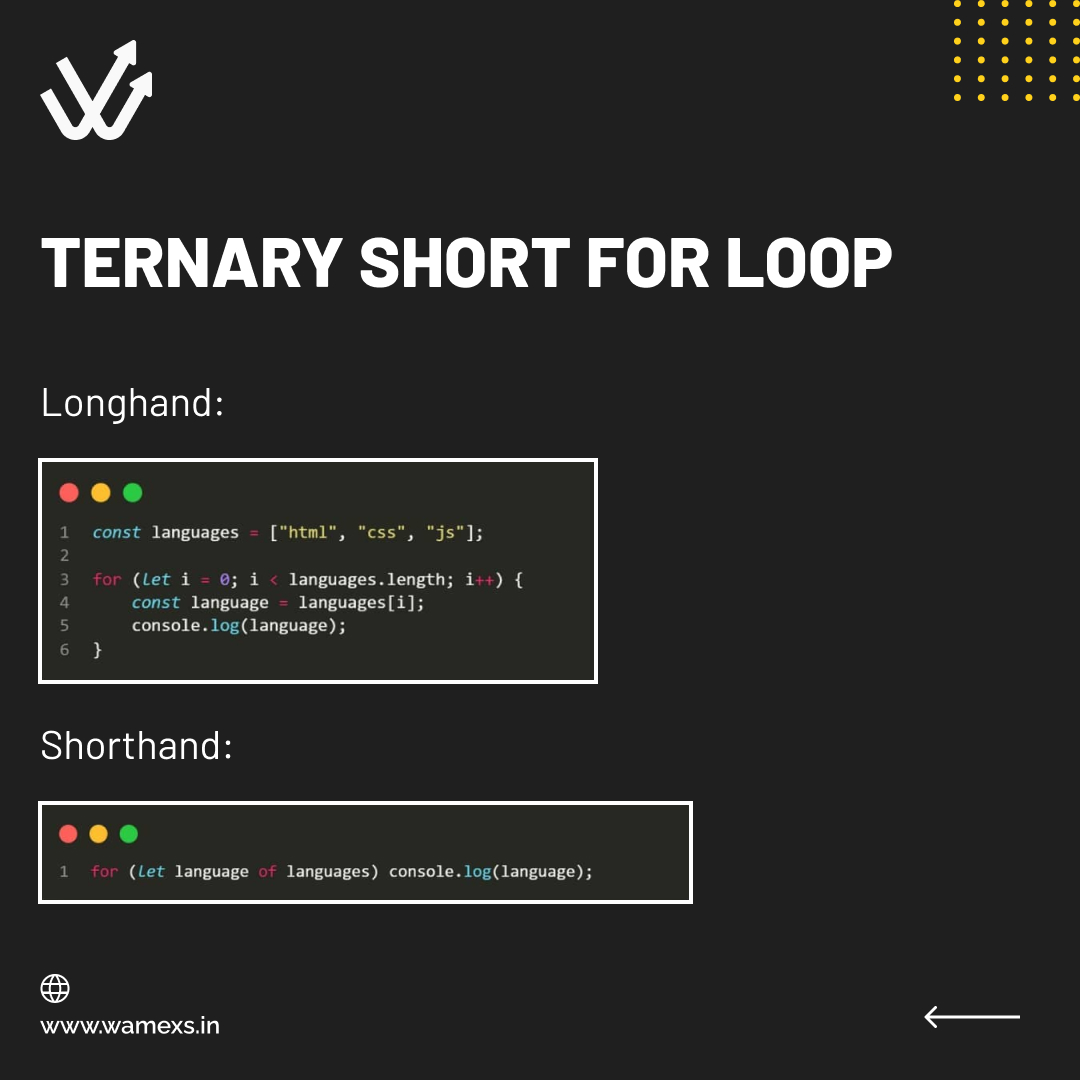 TERNARY SHORT FOR LOOP
Longhand:
1 const languages = ["html", "css", "js"];
2
3 for (let i = 0; i < languages.length; i++) {
4     const language = languages[i];
5     console.log(language);
6 }
Shorthand:
1 for (let language of languages) console.log(language);
www.wamexs.in